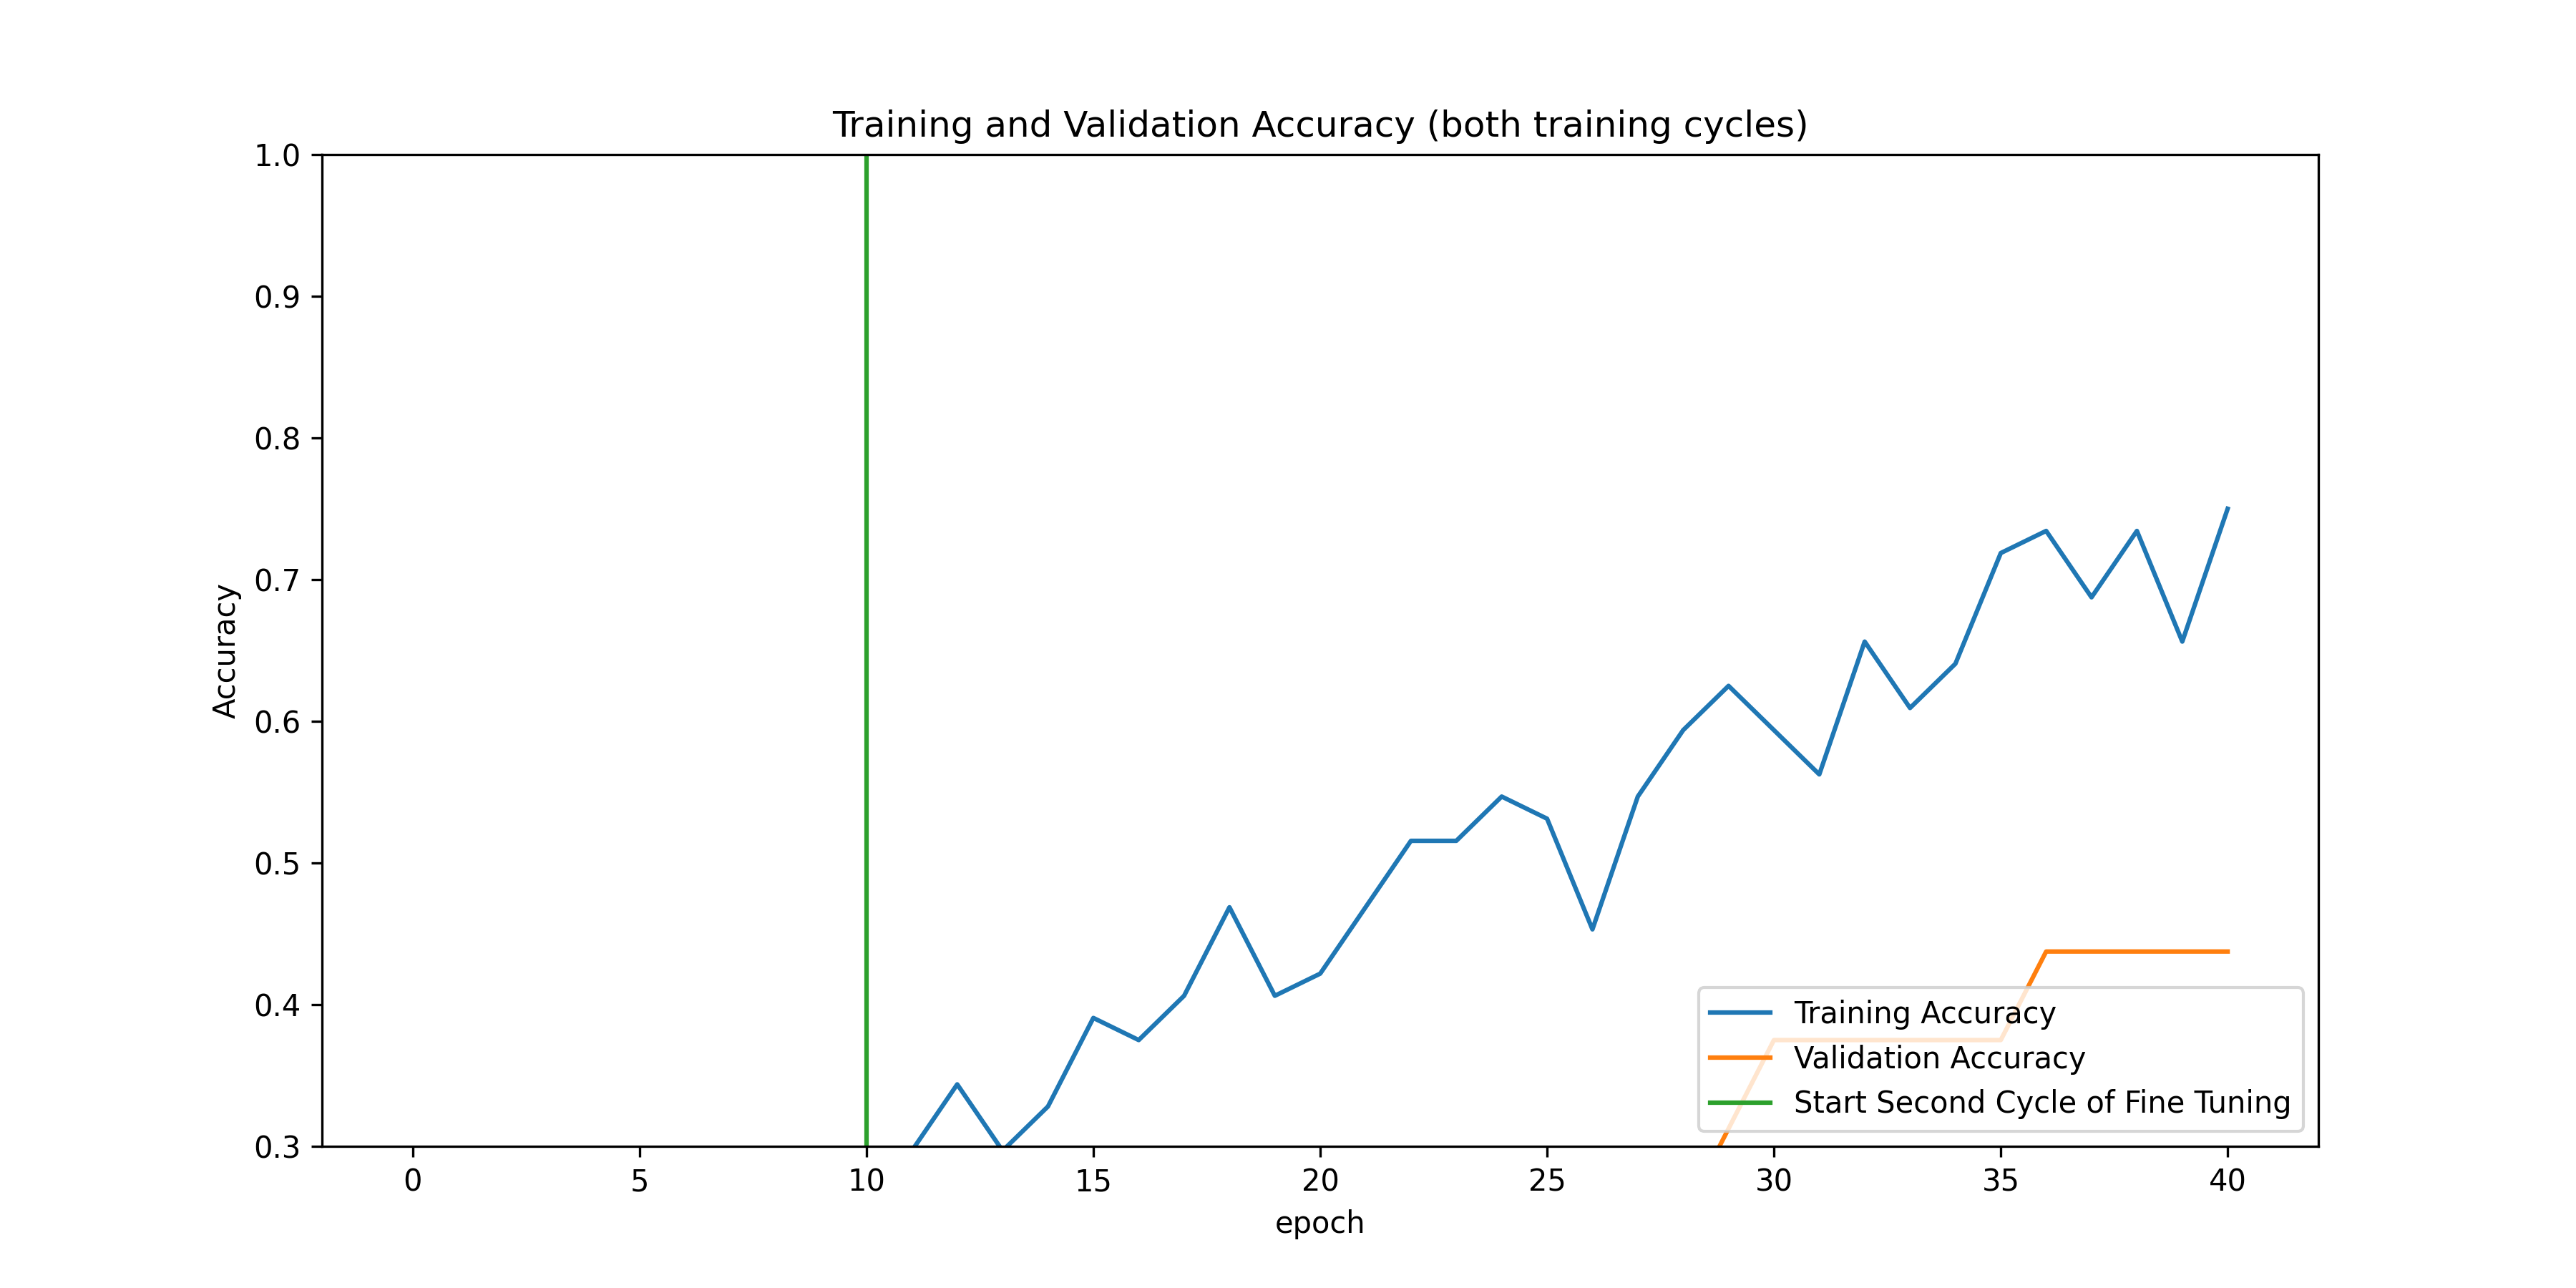 Training and Validation Accuracy (both training cycles)
1.0
0.9
0.8
0.7
0.6
0.5
0.4
0.3
Accuracy
Training Accuracy
Validation Accuracy
Start Second Cycle of Fine Tuning
0 5 10 15 20 25 30 35 40
epoch